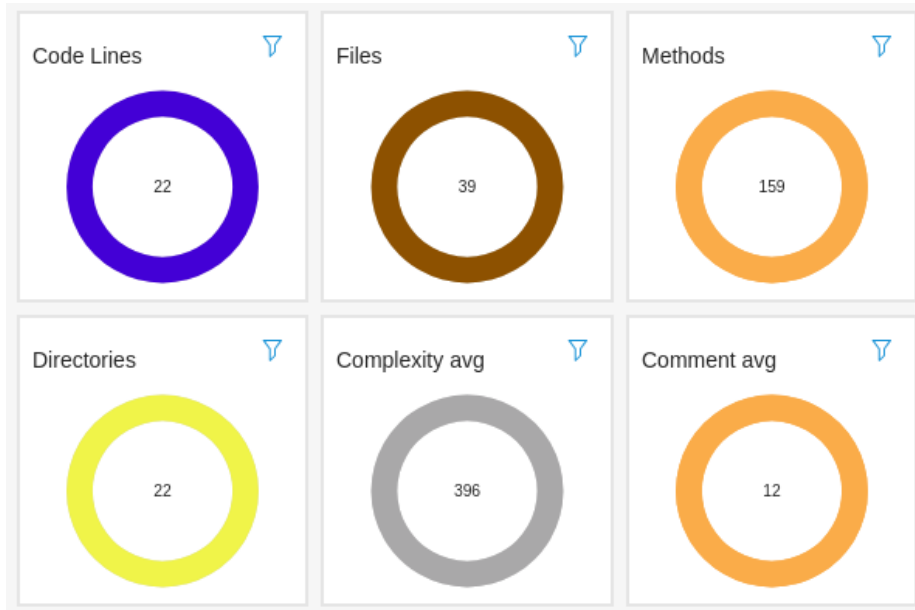 Code Lines
Files
Methods
22
39
159
Directories
Complexity avg
Comment avg
22
396
12